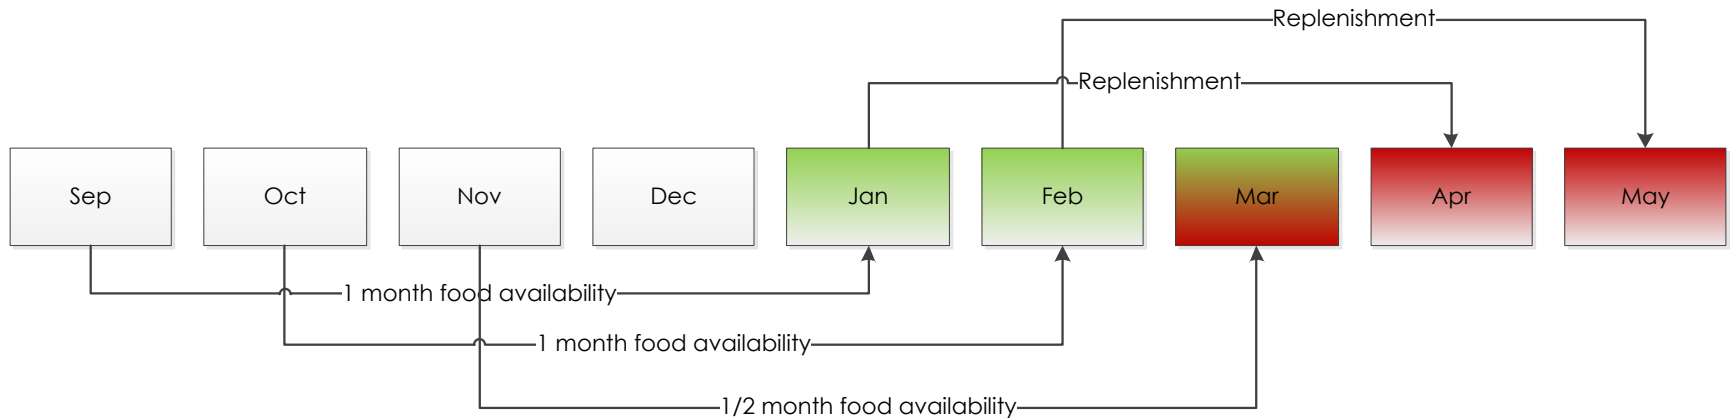 Replenishment
Replenishment
Sep
Oct
Nov
Dec
Jan
Feb
Mar
Apr
May
1 month food availability
1 month food availability
1/2 month food availability